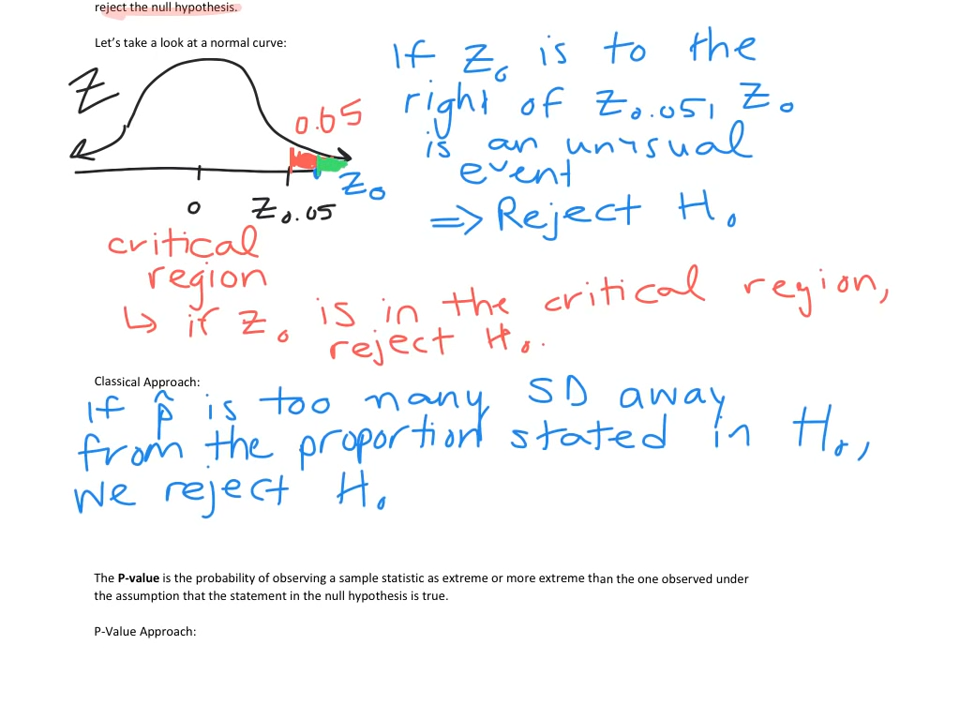 reject the null hypothesis.
Let's take a look at a normal curve:
Z
0.05
Z₀
0
Z₀.₀₅
If Z₀ is to the
right of Z₀.₀₅, Z₀
is an unusual
event
=> Reject H₀
critical
region
↳ if Z₀ is in the critical region,
reject H₀.
Classical Approach:
If p̂ is too many SD away
from the proportion stated in H₀,
we reject H₀
The P-value is the probability of observing a sample statistic as extreme or more extreme than the one observed under
the assumption that the statement in the null hypothesis is true.
P-Value Approach: